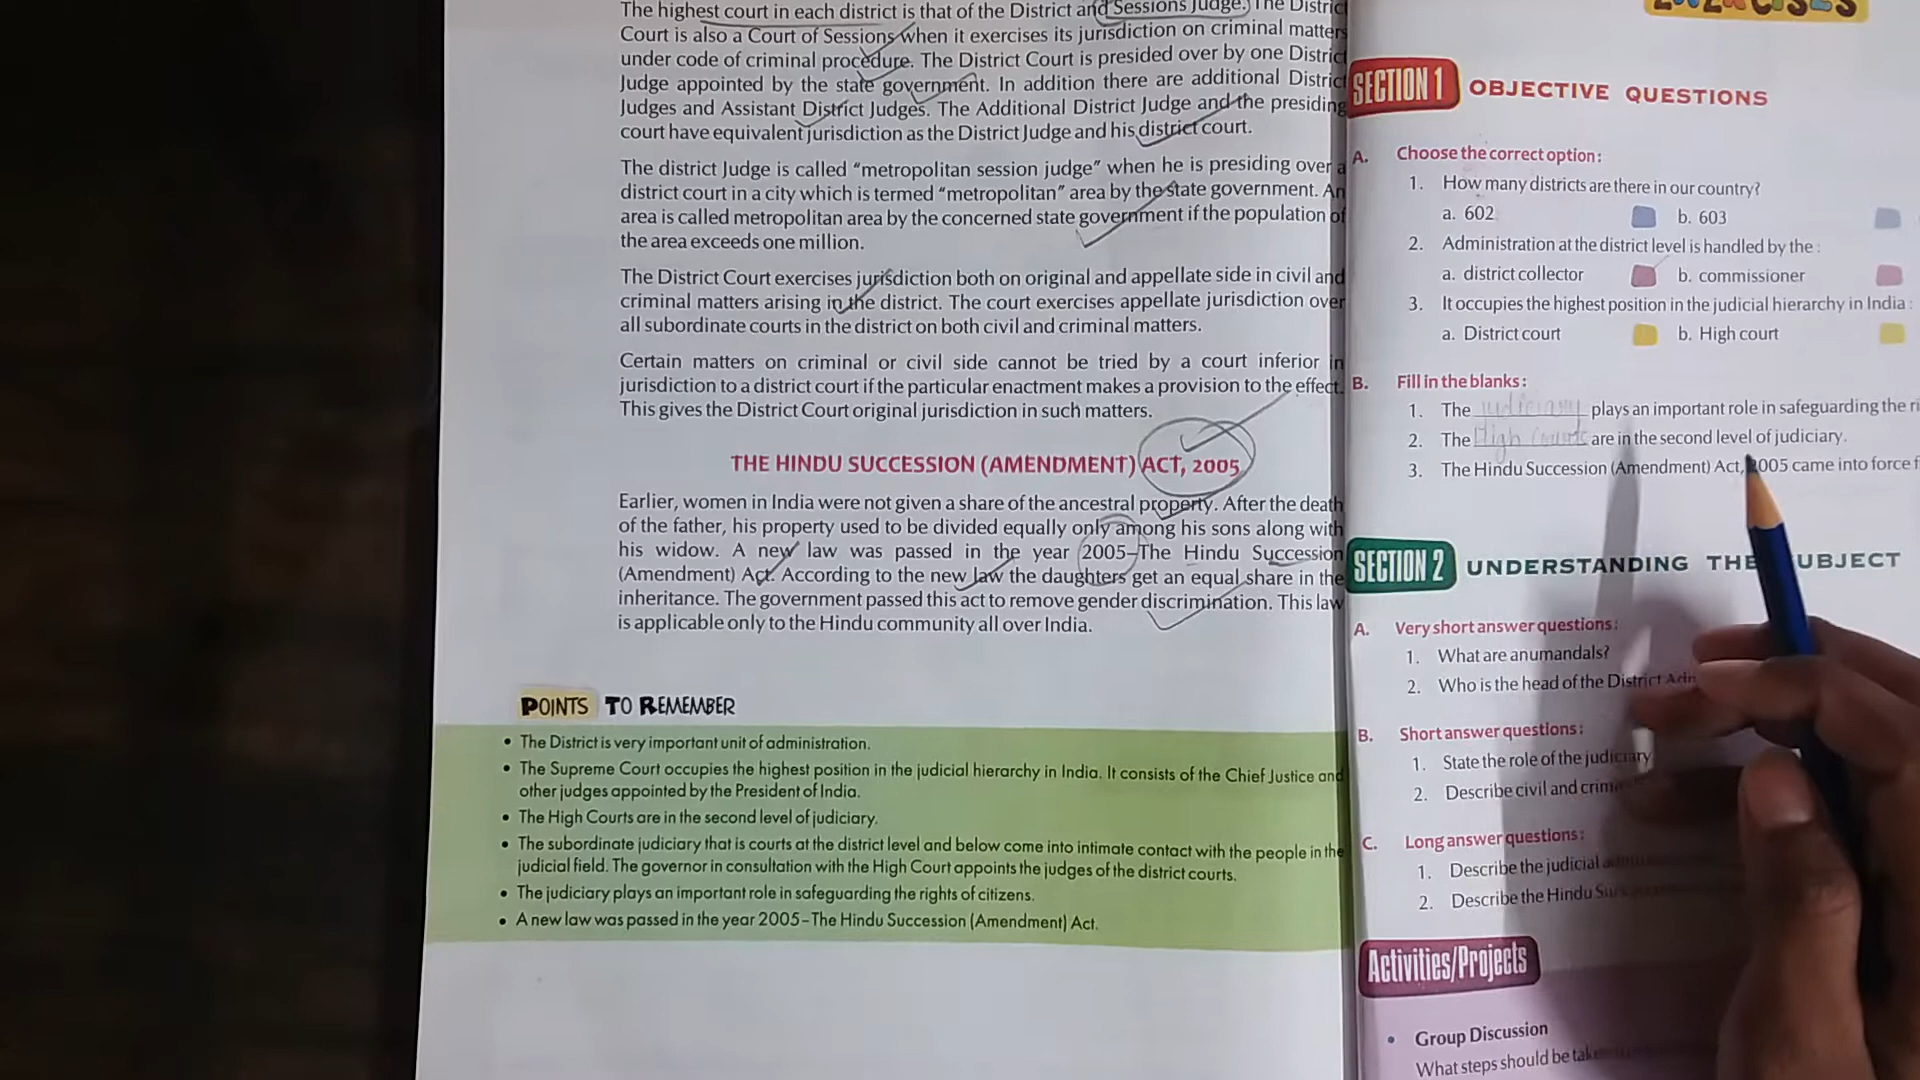 The highest court in each district is that of the District and Sessions Judge. The District
Court is also a Court of Sessions when it exercises its jurisdiction on criminal matters
under code of criminal procedure. The District Court is presided over by one District
Judge appointed by the state government. In addition there are additional District
Judges and Assistant District Judges. The Additional District Judge and the presiding
court have equivalent jurisdiction as the District Judge and his district court.
The district Judge is called “metropolitan session judge” when he is presiding over a
district court in a city which is termed “metropolitan” area by the state government. An
area is called metropolitan area by the concerned state government if the population of
the area exceeds one million.
The District Court exercises jurisdiction both on original and appellate side in civil and
criminal matters arising in the district. The court exercises appellate jurisdiction over
all subordinate courts in the district on both civil and criminal matters.
Certain matters on criminal or civil side cannot be tried by a court inferior in
jurisdiction to a district court if the particular enactment makes a provision to the effect.
This gives the District Court original jurisdiction in such matters.
THE HINDU SUCCESSION (AMENDMENT) ACT, 2005
Earlier, women in India were not given a share of the ancestral property. After the death
of the father, his property used to be divided equally only among his sons along with
his widow. A new law was passed in the year 2005–The Hindu Succession
(Amendment) Act. According to the new law the daughters get an equal share in the
inheritance. The government passed this act to remove gender discrimination. This law
is applicable only to the Hindu community all over India.
POINTS TO REMEMBER
• The District is very important unit of administration.
• The Supreme Court occupies the highest position in the judicial hierarchy in India. It consists of the Chief Justice and
other judges appointed by the President of India.
• The High Courts are in the second level of judiciary.
• The subordinate judiciary that is courts at the district level and below come into intimate contact with the people in the
judicial field. The governor in consultation with the High Court appoints the judges of the district courts.
• The judiciary plays an important role in safeguarding the rights of citizens.
• A new law was passed in the year 2005–The Hindu Succession (Amendment) Act.
EXERCISES
SECTION 1 OBJECTIVE QUESTIONS
A. Choose the correct option:
1. How many districts are there in our country?
a. 602 b. 603
2. Administration at the district level is handled by the :
a. district collector b. commissioner
3. It occupies the highest position in the judicial hierarchy in India :
a. District court b. High court
B. Fill in the blanks:
1. The judiciary plays an important role in safeguarding the
2. The High Courts are in the second level of judiciary.
3. The Hindu Succession (Amendment) Act, 2005 came into force
SECTION 2 UNDERSTANDING THE SUBJECT
A. Very short answer questions:
1. What are anumandals?
2. Who is the head of the District
B. Short answer questions:
1. State the role of the judiciary
2. Describe civil and
C. Long answer questions:
1. Describe the judicial
2. Describe the Hindu
Activities/Projects
• Group Discussion
What steps should be